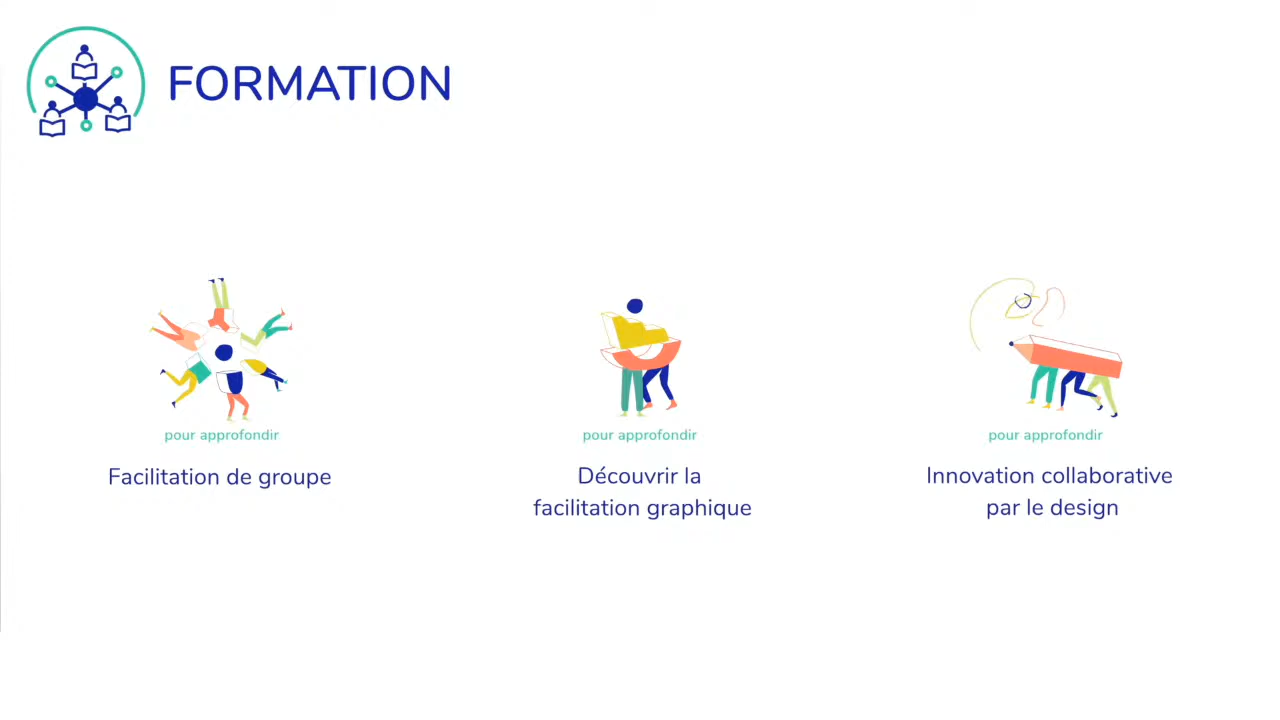 FORMATION
pour approfondir
Facilitation de groupe
pour approfondir
Découvrir la
facilitation graphique
pour approfondir
Innovation collaborative
par le design